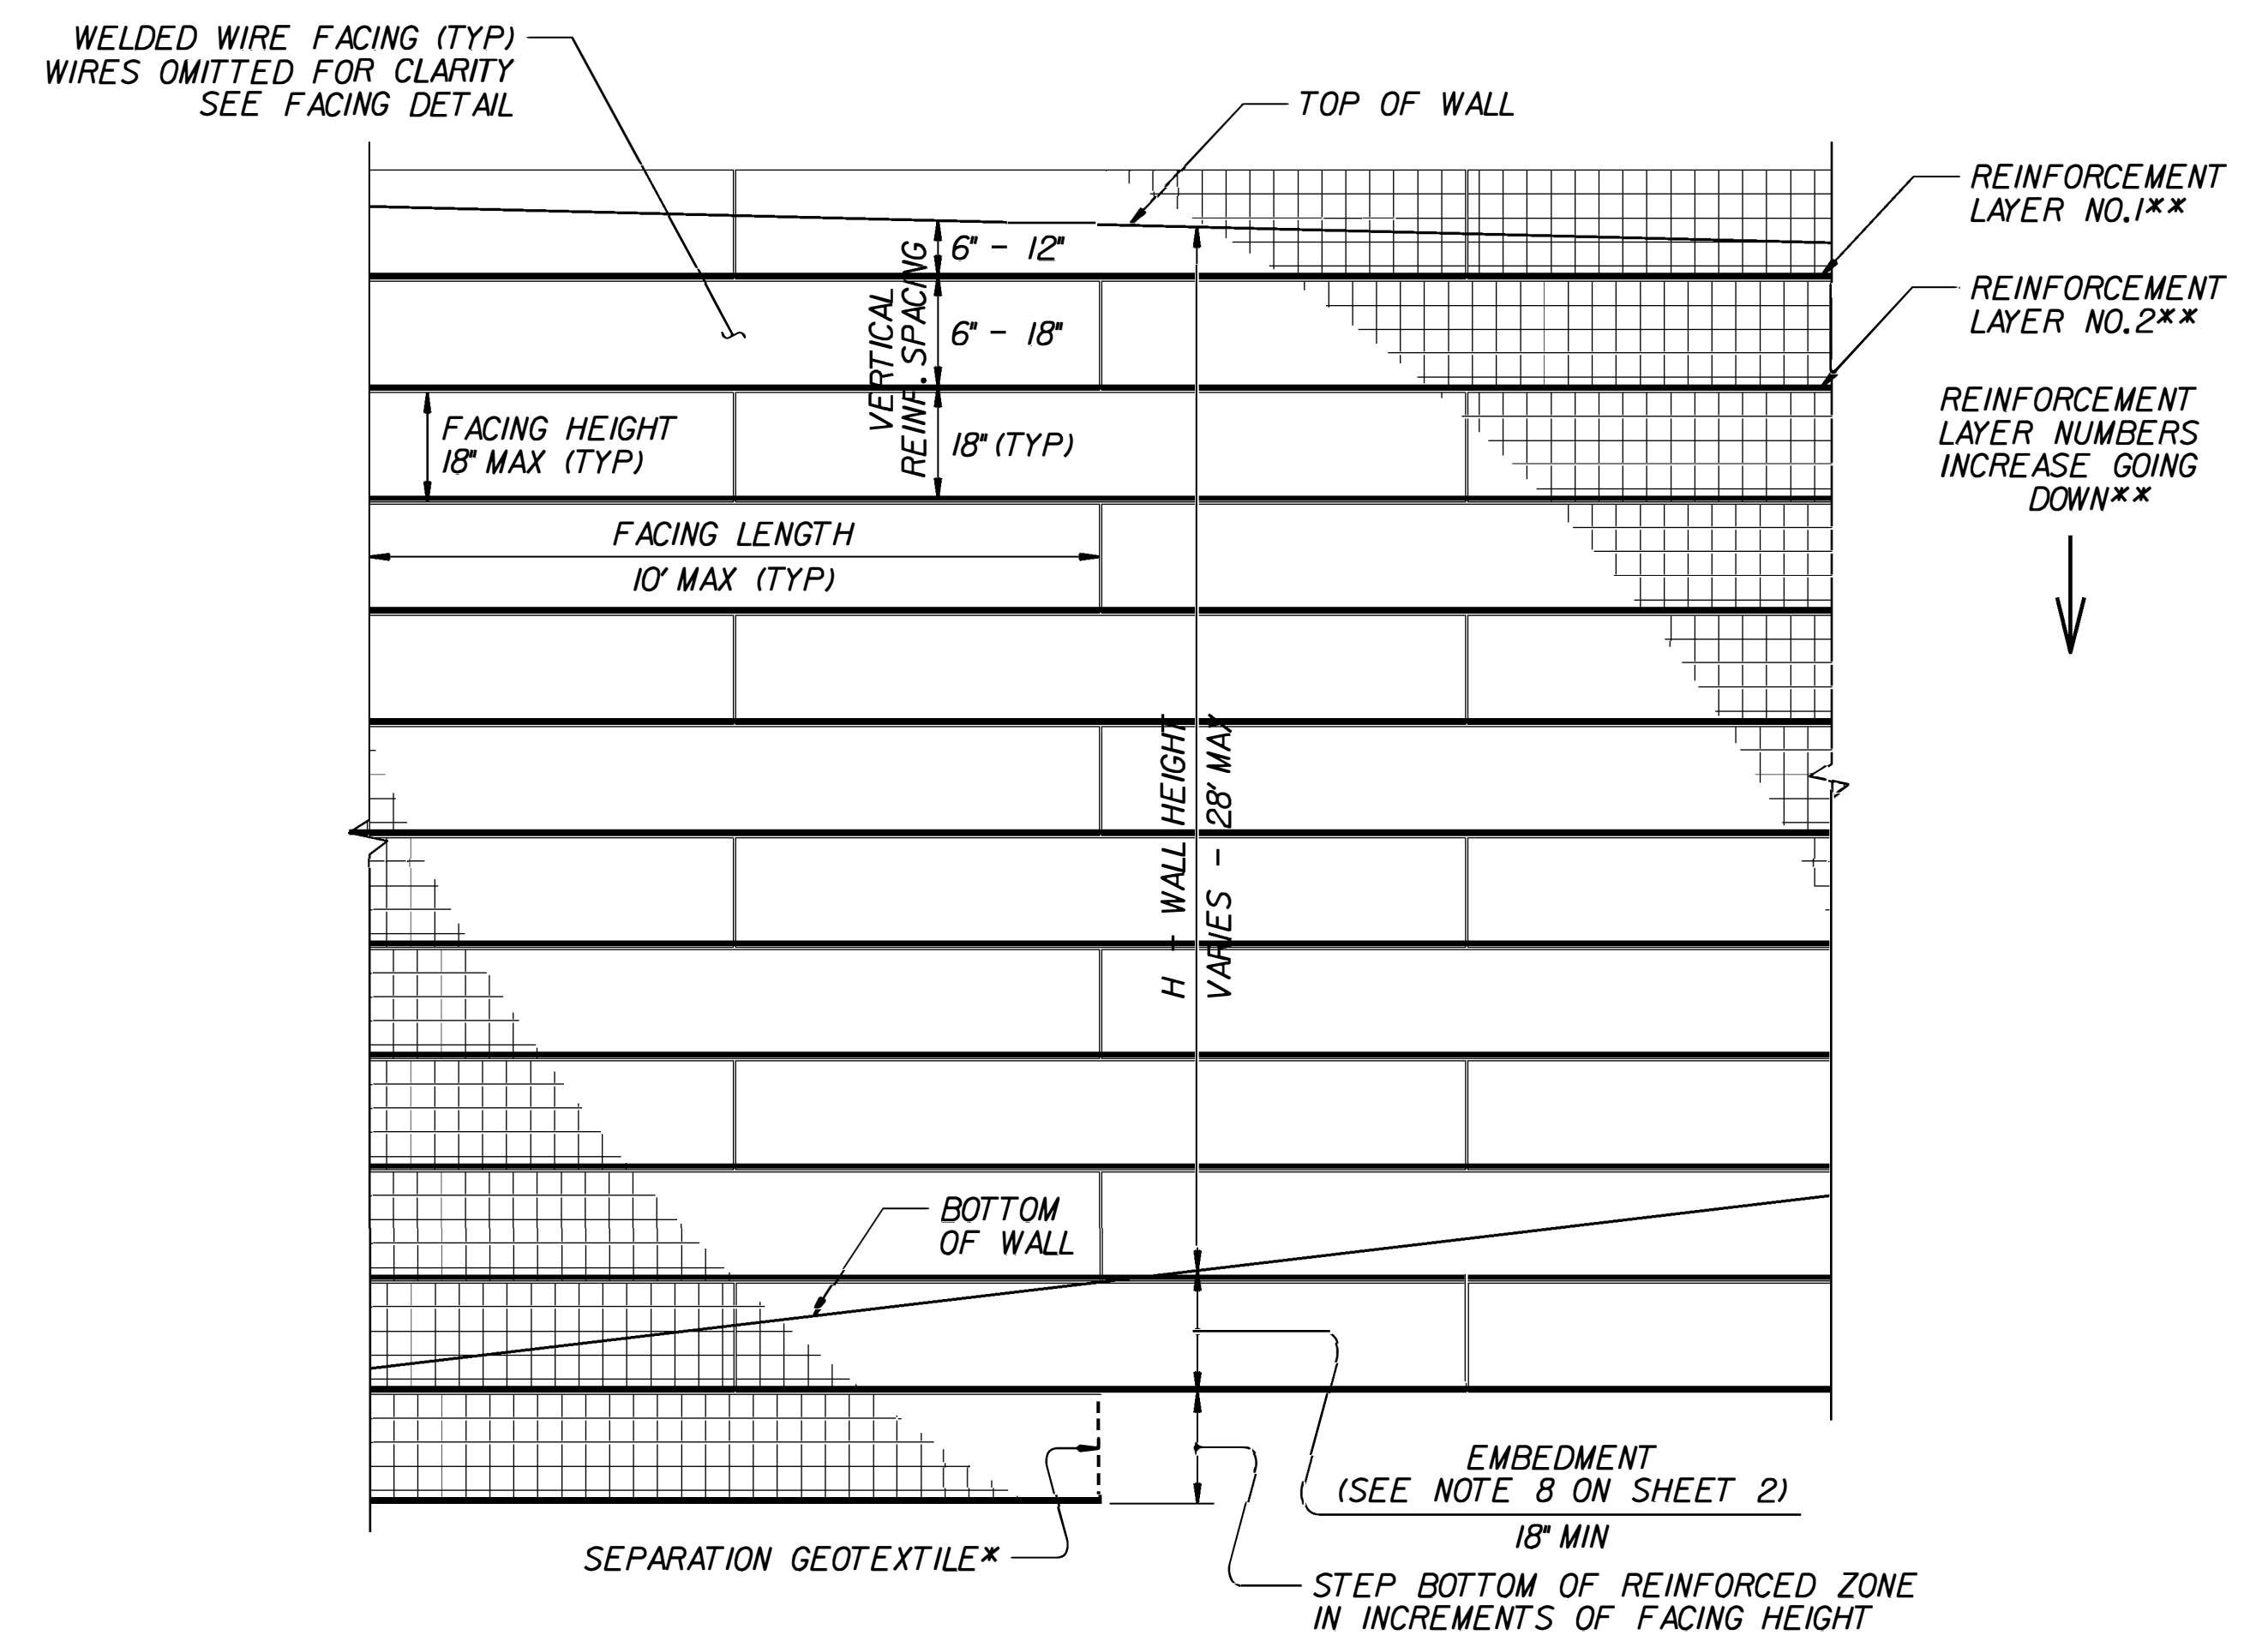 WELDED WIRE FACING (TYP)
WIRES OMITTED FOR CLARITY
SEE FACING DETAIL
TOP OF WALL
REINFORCEMENT
LAYER NO.1**
REINFORCEMENT
LAYER NO.2**
REINFORCEMENT
LAYER NUMBERS
INCREASE GOING
DOWN**
VERTICAL
REINF. SPACING
6" - 12"
6" - 18"
18" (TYP)
FACING HEIGHT
18" MAX (TYP)
FACING LENGTH
10' MAX (TYP)
H - WALL HEIGHT
VARIES - 28' MAX
BOTTOM
OF WALL
EMBEDMENT
(SEE NOTE 8 ON SHEET 2)
18" MIN
SEPARATION GEOTEXTILE*
STEP BOTTOM OF REINFORCED ZONE
IN INCREMENTS OF FACING HEIGHT